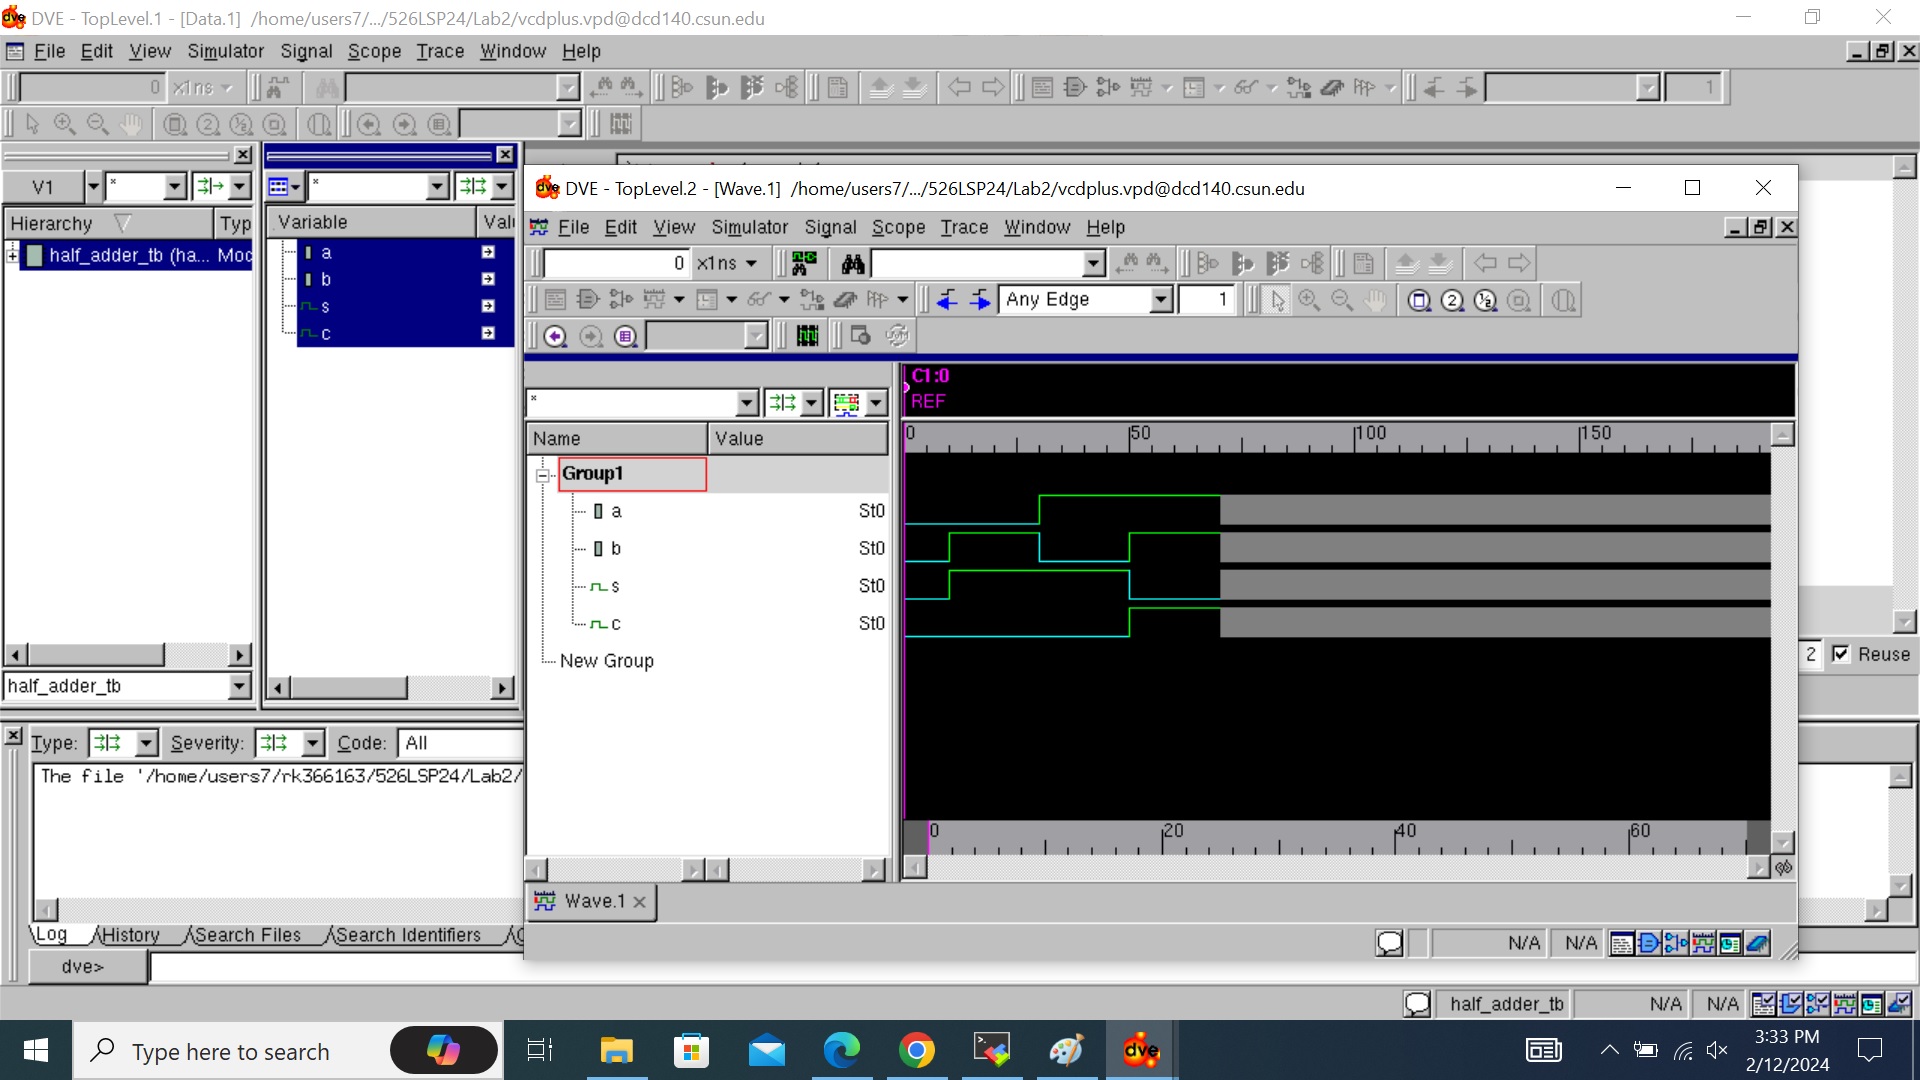 DVE - TopLevel.1 - [Data.1] /home/users7/.../526LSP24/Lab2/vcdplus.vpd@dcd140.csun.edu
File Edit View Simulator Signal Scope Trace Window Help
0 x1ns
1
V1 * *
Hierarchy Typ Variable Valu
half_adder_tb (ha... Moc
a
b
s
c
half_adder_tb
DVE - TopLevel.2 - [Wave.1] /home/users7/.../526LSP24/Lab2/vcdplus.vpd@dcd140.csun.edu
File Edit View Simulator Signal Scope Trace Window Help
0 x1ns
Any Edge 1
C1:0
REF
*
Name Value
0 50 100 150
Group1
a St0
b St0
s St0
c St0
New Group
0 20 40 60
Wave.1
N/A N/A
2 Reuse
Type: Severity: Code: All
The file '/home/users7/rk366163/526LSP24/Lab2/
Log History Search Files Search Identifiers
dve>
half_adder_tb N/A N/A
Type here to search
dve
3:33 PM
2/12/2024